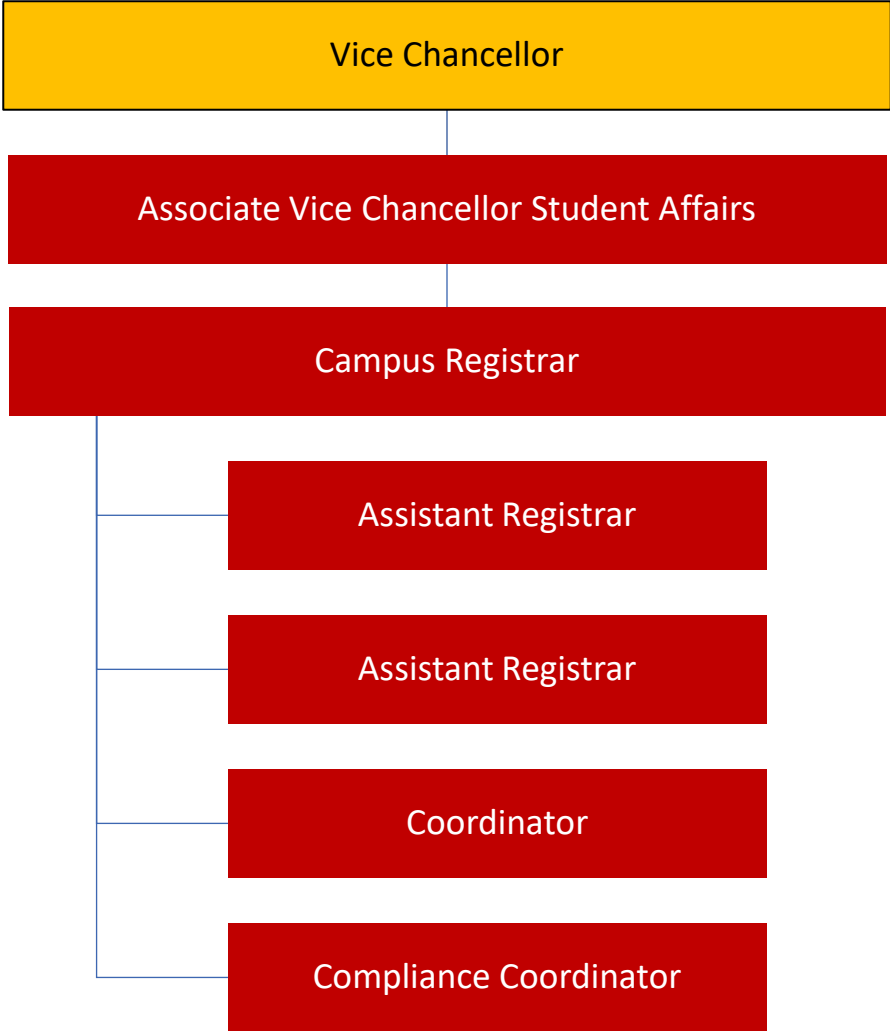 Vice Chancellor
Associate Vice Chancellor Student Affairs
Campus Registrar
Assistant Registrar
Assistant Registrar
Coordinator
Compliance Coordinator